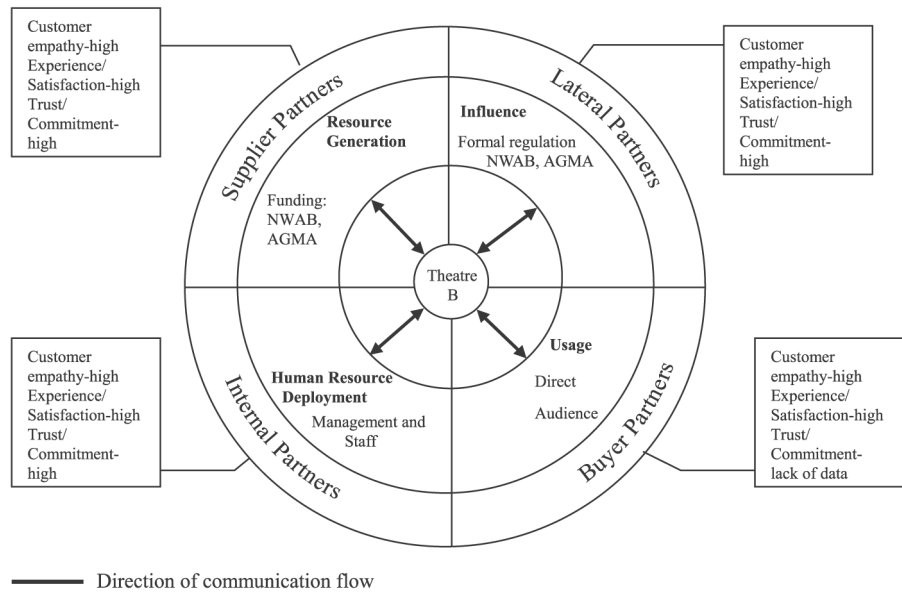 Customer
empathy-high
Experience/
Satisfaction-high
Trust/
Commitment-
high
Customer
empathy-high
Experience/
Satisfaction-high
Trust/
Commitment-
high
Supplier Partners
Lateral Partners
Resource
Generation
Influence
Formal regulation
NWAB, AGMA
Funding:
NWAB,
AGMA
Theatre
B
Customer
empathy-high
Experience/
Satisfaction-high
Trust/
Commitment-
high
Internal Partners
Human Resource
Deployment
Management and
Staff
Usage
Direct
Audience
Buyer Partners
Customer
empathy-high
Experience/
Satisfaction-high
Trust/
Commitment-
lack of data
Direction of communication flow